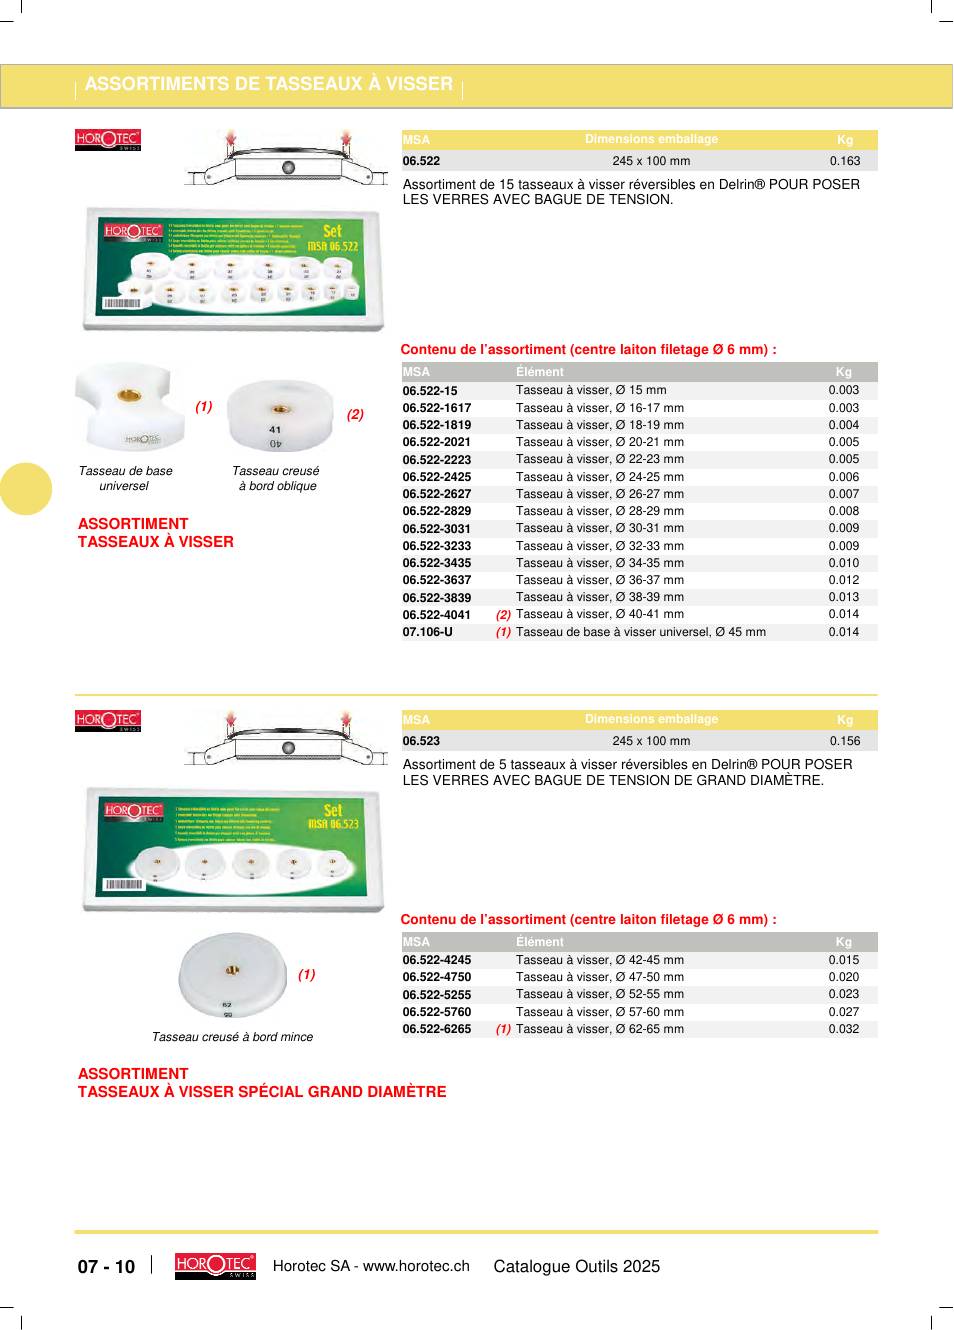 ASSORTIMENTS DE TASSEAUX À VISSER
HOROTEC®
SWISS
MSA Dimensions emballage Kg
06.522 245 x 100 mm 0.163
Assortiment de 15 tasseaux à visser réversibles en Delrin® POUR POSER
LES VERRES AVEC BAGUE DE TENSION.
HOROTEC
SWISS
Set
MSA 06.522
Contenu de l’assortiment (centre laiton filetage Ø 6 mm) :
MSA Élément Kg
06.522-15 Tasseau à visser, Ø 15 mm 0.003
06.522-1617 Tasseau à visser, Ø 16-17 mm 0.003
06.522-1819 Tasseau à visser, Ø 18-19 mm 0.004
06.522-2021 Tasseau à visser, Ø 20-21 mm 0.005
06.522-2223 Tasseau à visser, Ø 22-23 mm 0.005
06.522-2425 Tasseau à visser, Ø 24-25 mm 0.006
06.522-2627 Tasseau à visser, Ø 26-27 mm 0.007
06.522-2829 Tasseau à visser, Ø 28-29 mm 0.008
06.522-3031 Tasseau à visser, Ø 30-31 mm 0.009
06.522-3233 Tasseau à visser, Ø 32-33 mm 0.009
06.522-3435 Tasseau à visser, Ø 34-35 mm 0.010
06.522-3637 Tasseau à visser, Ø 36-37 mm 0.012
06.522-3839 Tasseau à visser, Ø 38-39 mm 0.013
06.522-4041 (2) Tasseau à visser, Ø 40-41 mm 0.014
07.106-U (1) Tasseau de base à visser universel, Ø 45 mm 0.014
HOROTEC
(1)
41
40
(2)
Tasseau de base
universel
Tasseau creusé
à bord oblique
ASSORTIMENT
TASSEAUX À VISSER
HOROTEC®
SWISS
MSA Dimensions emballage Kg
06.523 245 x 100 mm 0.156
Assortiment de 5 tasseaux à visser réversibles en Delrin® POUR POSER
LES VERRES AVEC BAGUE DE TENSION DE GRAND DIAMÈTRE.
HOROTEC
SWISS
Set
MSA 06.523
Contenu de l’assortiment (centre laiton filetage Ø 6 mm) :
MSA Élément Kg
06.522-4245 Tasseau à visser, Ø 42-45 mm 0.015
06.522-4750 Tasseau à visser, Ø 47-50 mm 0.020
06.522-5255 Tasseau à visser, Ø 52-55 mm 0.023
06.522-5760 Tasseau à visser, Ø 57-60 mm 0.027
06.522-6265 (1) Tasseau à visser, Ø 62-65 mm 0.032
62
(1)
Tasseau creusé à bord mince
ASSORTIMENT
TASSEAUX À VISSER SPÉCIAL GRAND DIAMÈTRE
07 - 10
HOROTEC®
SWISS
Horotec SA - www.horotec.ch Catalogue Outils 2025